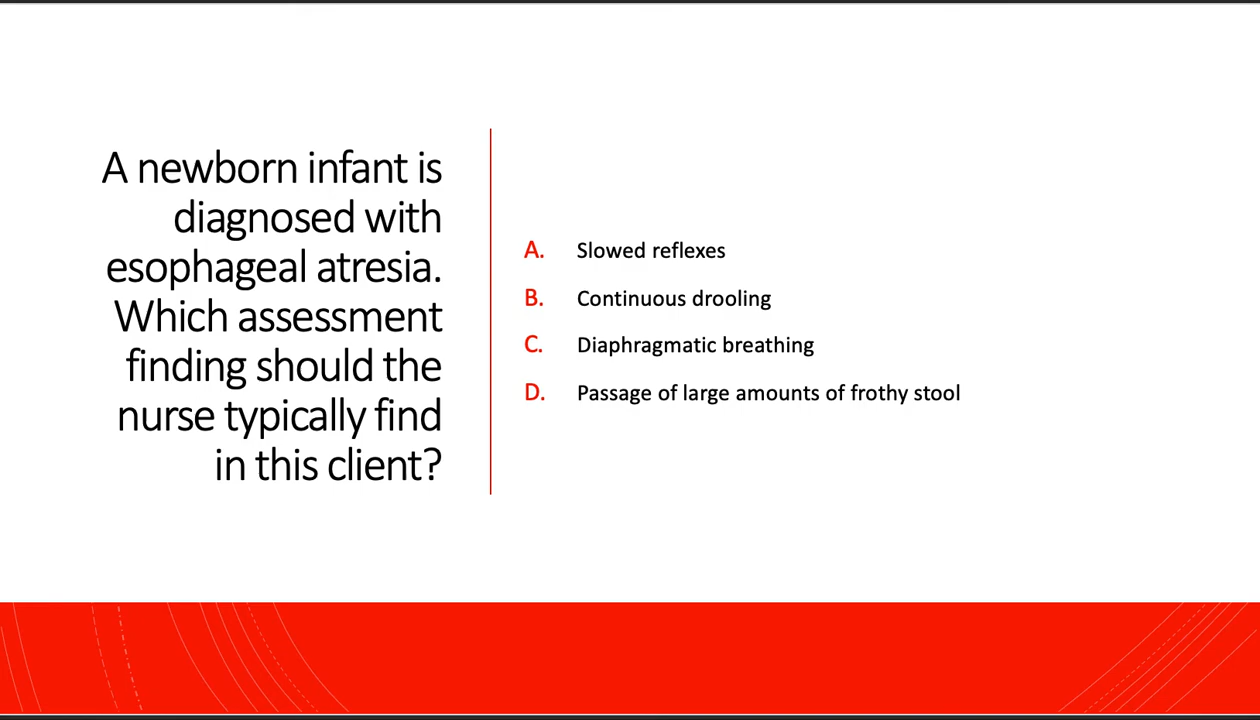 A newborn infant is
diagnosed with
esophageal atresia.
Which assessment
finding should the
nurse typically find
in this client?
A. Slowed reflexes
B. Continuous drooling
C. Diaphragmatic breathing
D. Passage of large amounts of frothy stool